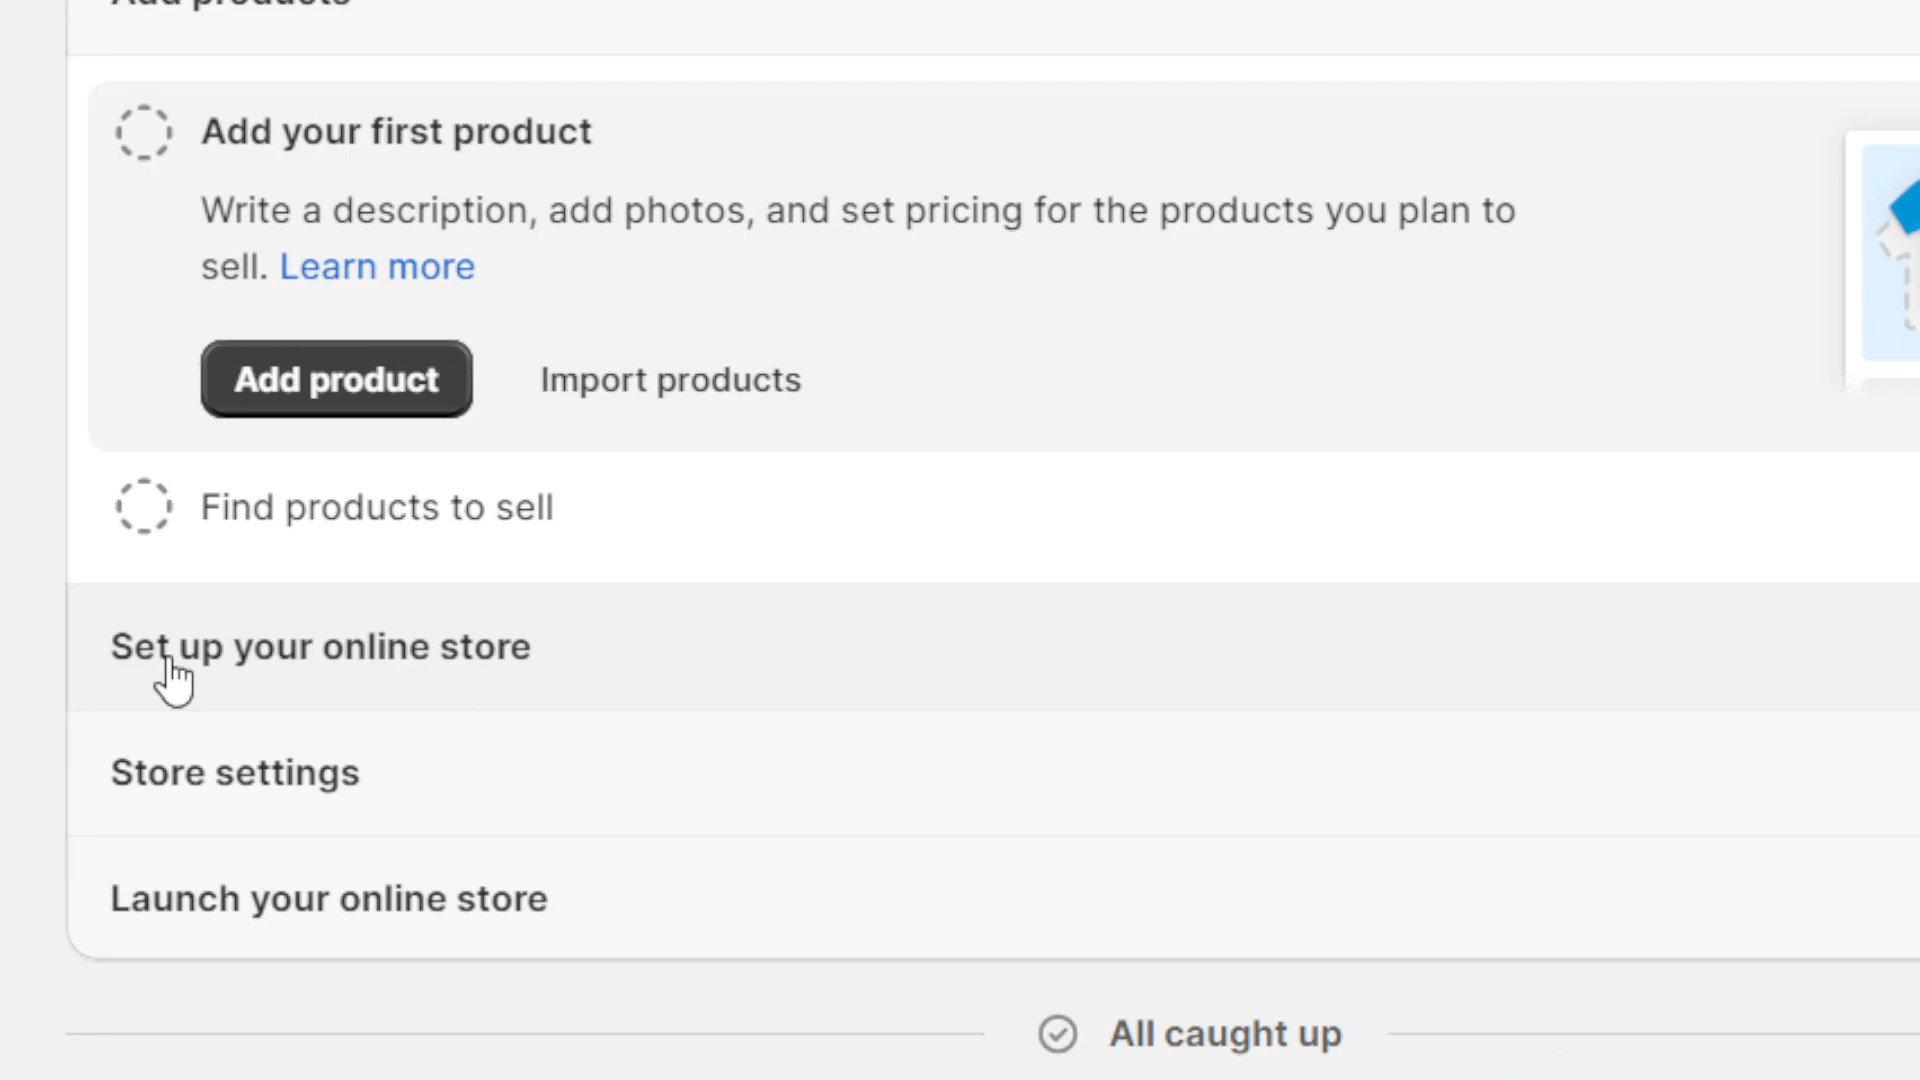 Add products
Add your first product
Write a description, add photos, and set pricing for the products you plan to
sell. Learn more
Add product
Import products
Find products to sell
Set up your online store
Store settings
Launch your online store
All caught up